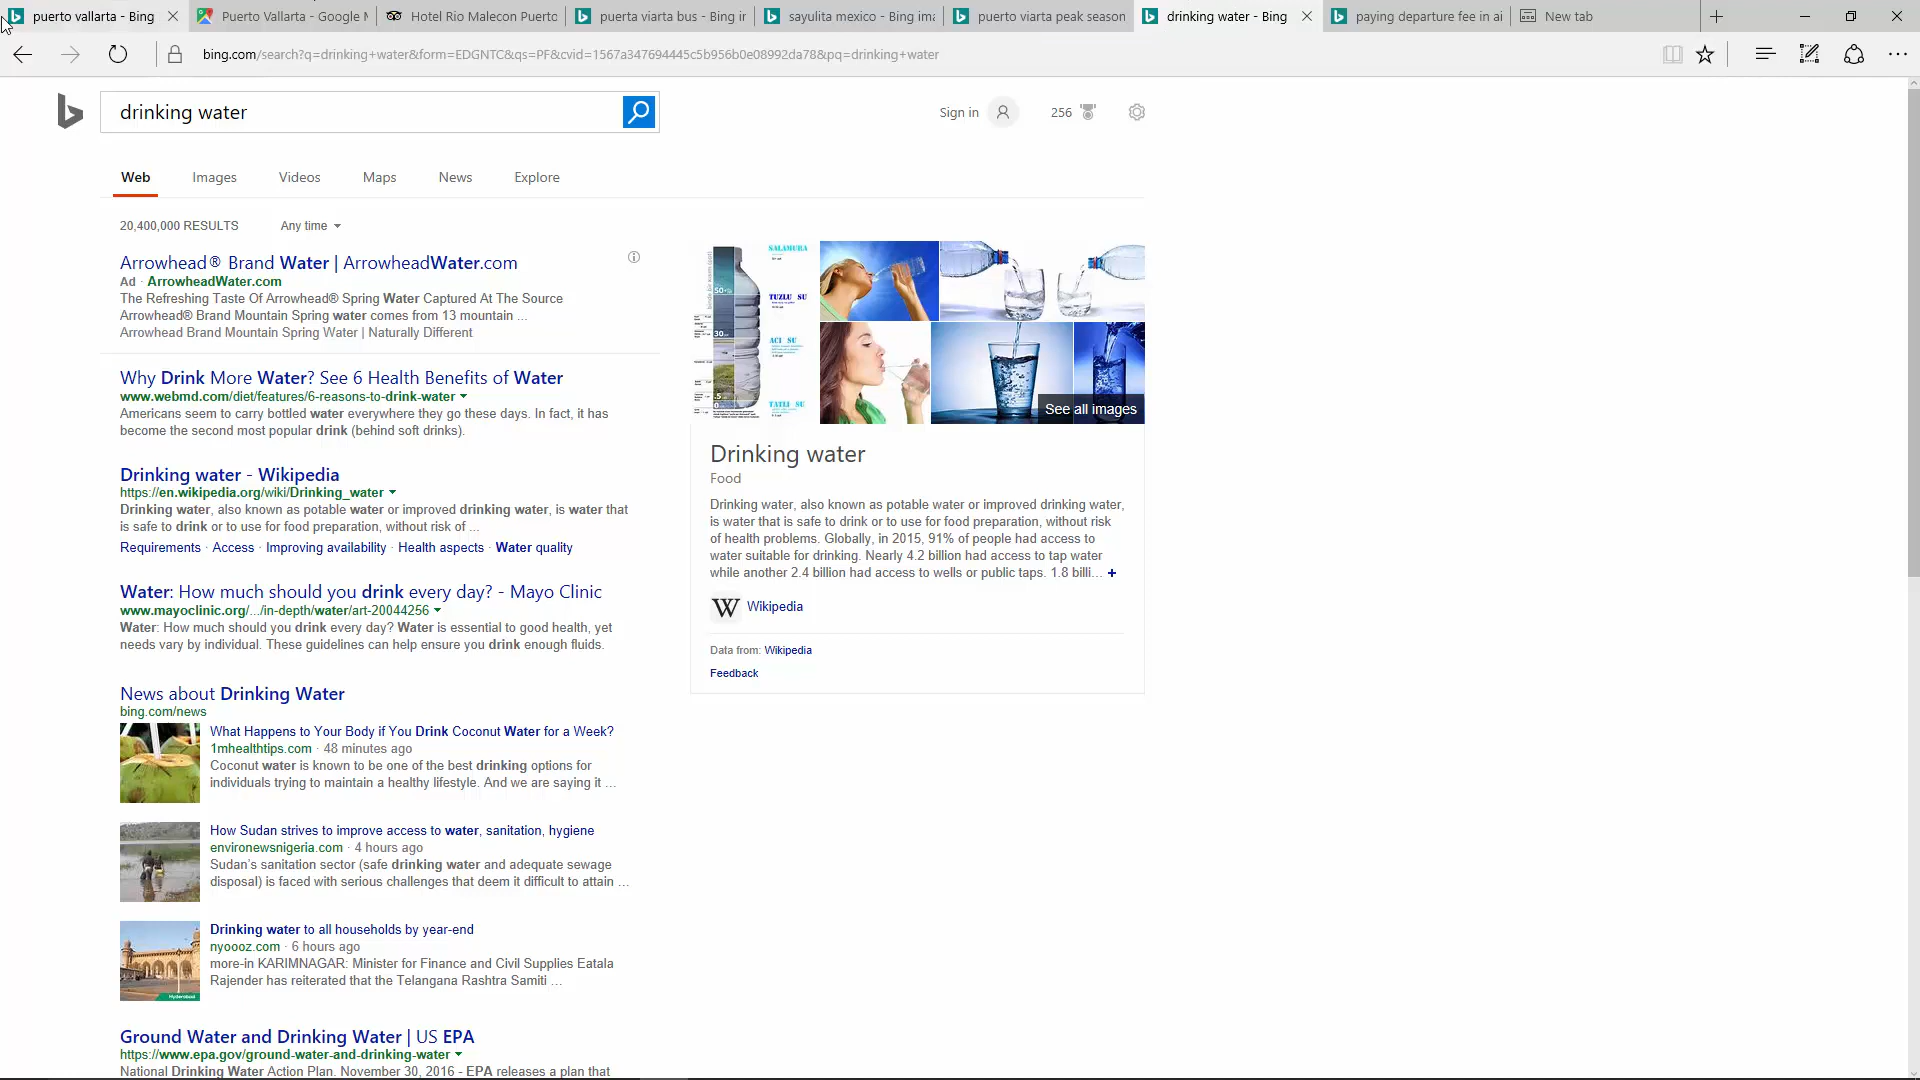 puerto vallarta - Bing
Puerto Vallarta - Google M
Hotel Rio Malecon Puerto
puerta viarta bus - Bing in
sayulita mexico - Bing ima
puerto viarta peak season
drinking water - Bing
paying departure fee in ai
New tab
bing.com/search?q=drinking+water&form=EDGNTC&qs=PF&cvid=1567a347694445c5b956b0e08992da78&pq=drinking+water
drinking water
Sign in
256
Web
Images
Videos
Maps
News
Explore
20,400,000 RESULTS
Any time
Arrowhead® Brand Water | ArrowheadWater.com
Ad · ArrowheadWater.com
The Refreshing Taste Of Arrowhead® Spring Water Captured At The Source
Arrowhead® Brand Mountain Spring water comes from 13 mountain ...
Arrowhead Brand Mountain Spring Water | Naturally Different
Why Drink More Water? See 6 Health Benefits of Water
www.webmd.com/diet/features/6-reasons-to-drink-water
Americans seem to carry bottled water everywhere they go these days. In fact, it has
become the second most popular drink (behind soft drinks).
Drinking water - Wikipedia
https://en.wikipedia.org/wiki/Drinking_water
Drinking water, also known as potable water or improved drinking water, is water that
is safe to drink or to use for food preparation, without risk of ...
Requirements · Access · Improving availability · Health aspects · Water quality
Water: How much should you drink every day? - Mayo Clinic
www.mayoclinic.org/.../in-depth/water/art-20044256
Water: How much should you drink every day? Water is essential to good health, yet
needs vary by individual. These guidelines can help ensure you drink enough fluids.
News about Drinking Water
bing.com/news
What Happens to Your Body if You Drink Coconut Water for a Week?
1mhealthtips.com · 48 minutes ago
Coconut water is known to be one of the best drinking options for
individuals trying to maintain a healthy lifestyle. And we are saying it ...
How Sudan strives to improve access to water, sanitation, hygiene
environewsnigeria.com · 4 hours ago
Sudan's sanitation sector (safe drinking water and adequate sewage
disposal) is faced with serious challenges that deem it difficult to attain ...
Hyderabad
Drinking water to all households by year-end
nyoooz.com · 6 hours ago
more-in KARIMNAGAR: Minister for Finance and Civil Supplies Eatala
Rajender has reiterated that the Telangana Rashtra Samiti ...
Ground Water and Drinking Water | US EPA
https://www.epa.gov/ground-water-and-drinking-water
National Drinking Water Action Plan. November 30, 2016 - EPA releases a plan that
SALAMURA
50+
TUZLU SU
30
ACI SU
.5
0
TATLI SU
See all images
Drinking water
Food
Drinking water, also known as potable water or improved drinking water,
is water that is safe to drink or to use for food preparation, without risk
of health problems. Globally, in 2015, 91% of people had access to
water suitable for drinking. Nearly 4.2 billion had access to tap water
while another 2.4 billion had access to wells or public taps. 1.8 billi... +
W Wikipedia
Data from: Wikipedia
Feedback